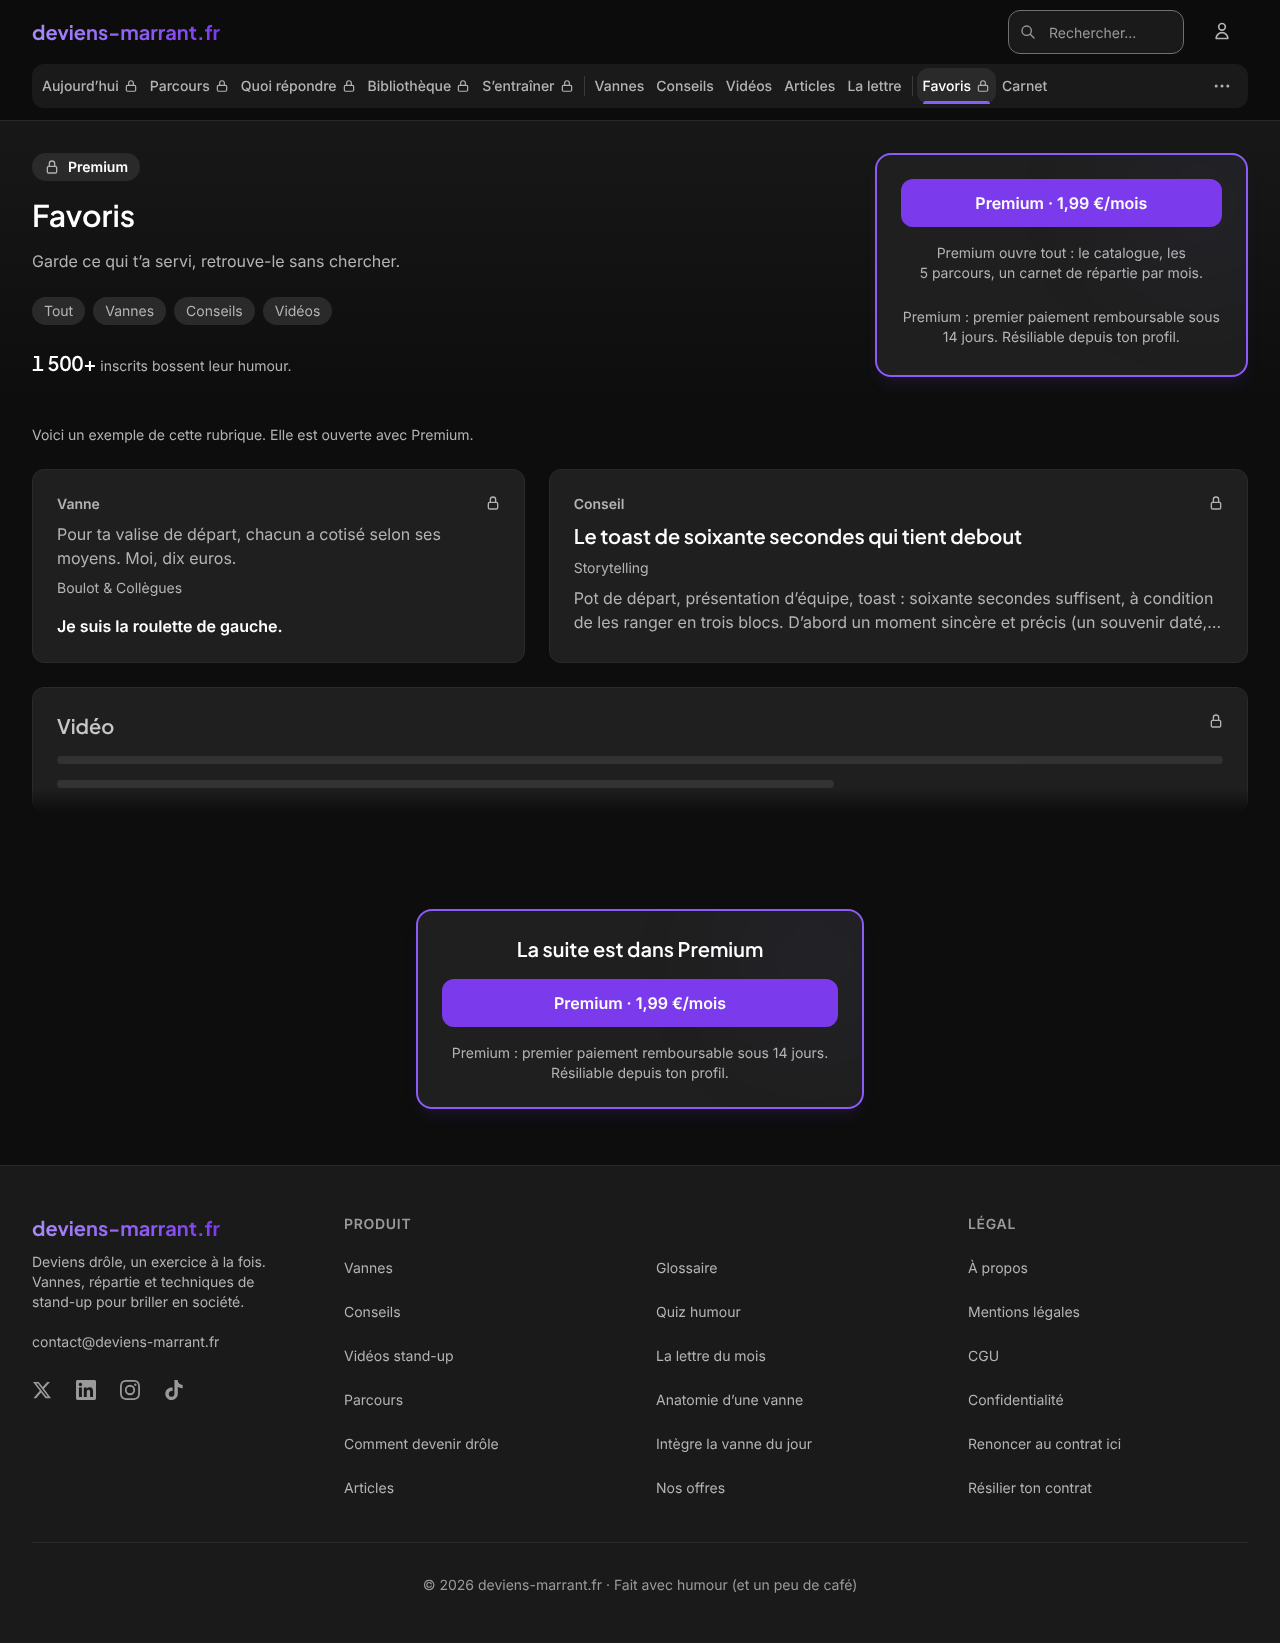 deviens-marrant.fr
Rechercher...
Aujourd’hui Parcours Quoi répondre Bibliothèque S’entraîner Vannes Conseils Vidéos Articles La lettre Favoris Carnet
Premium
Favoris
Garde ce qui t’a servi, retrouve-le sans chercher.
Tout Vannes Conseils Vidéos
1 500+ inscrits bossent leur humour.
Premium · 1,99 €/mois
Premium ouvre tout : le catalogue, les
5 parcours, un carnet de répartie par mois.
Premium : premier paiement remboursable sous
14 jours. Résiliable depuis ton profil.
Voici un exemple de cette rubrique. Elle est ouverte avec Premium.
Vanne
Pour ta valise de départ, chacun a cotisé selon ses
moyens. Moi, dix euros.
Boulot & Collègues
Je suis la roulette de gauche.
Conseil
Le toast de soixante secondes qui tient debout
Storytelling
Pot de départ, présentation d’équipe, toast : soixante secondes suffisent, à condition
de les ranger en trois blocs. D’abord un moment sincère et précis (un souvenir daté,...
Vidéo
La suite est dans Premium
Premium · 1,99 €/mois
Premium : premier paiement remboursable sous 14 jours.
Résiliable depuis ton profil.
deviens-marrant.fr
Deviens drôle, un exercice à la fois.
Vannes, répartie et techniques de
stand-up pour briller en société.
contact@deviens-marrant.fr
PRODUIT
Vannes
Conseils
Vidéos stand-up
Parcours
Comment devenir drôle
Articles
Glossaire
Quiz humour
La lettre du mois
Anatomie d’une vanne
Intègre la vanne du jour
Nos offres
LÉGAL
À propos
Mentions légales
CGU
Confidentialité
Renoncer au contrat ici
Résilier ton contrat
© 2026 deviens-marrant.fr · Fait avec humour (et un peu de café)